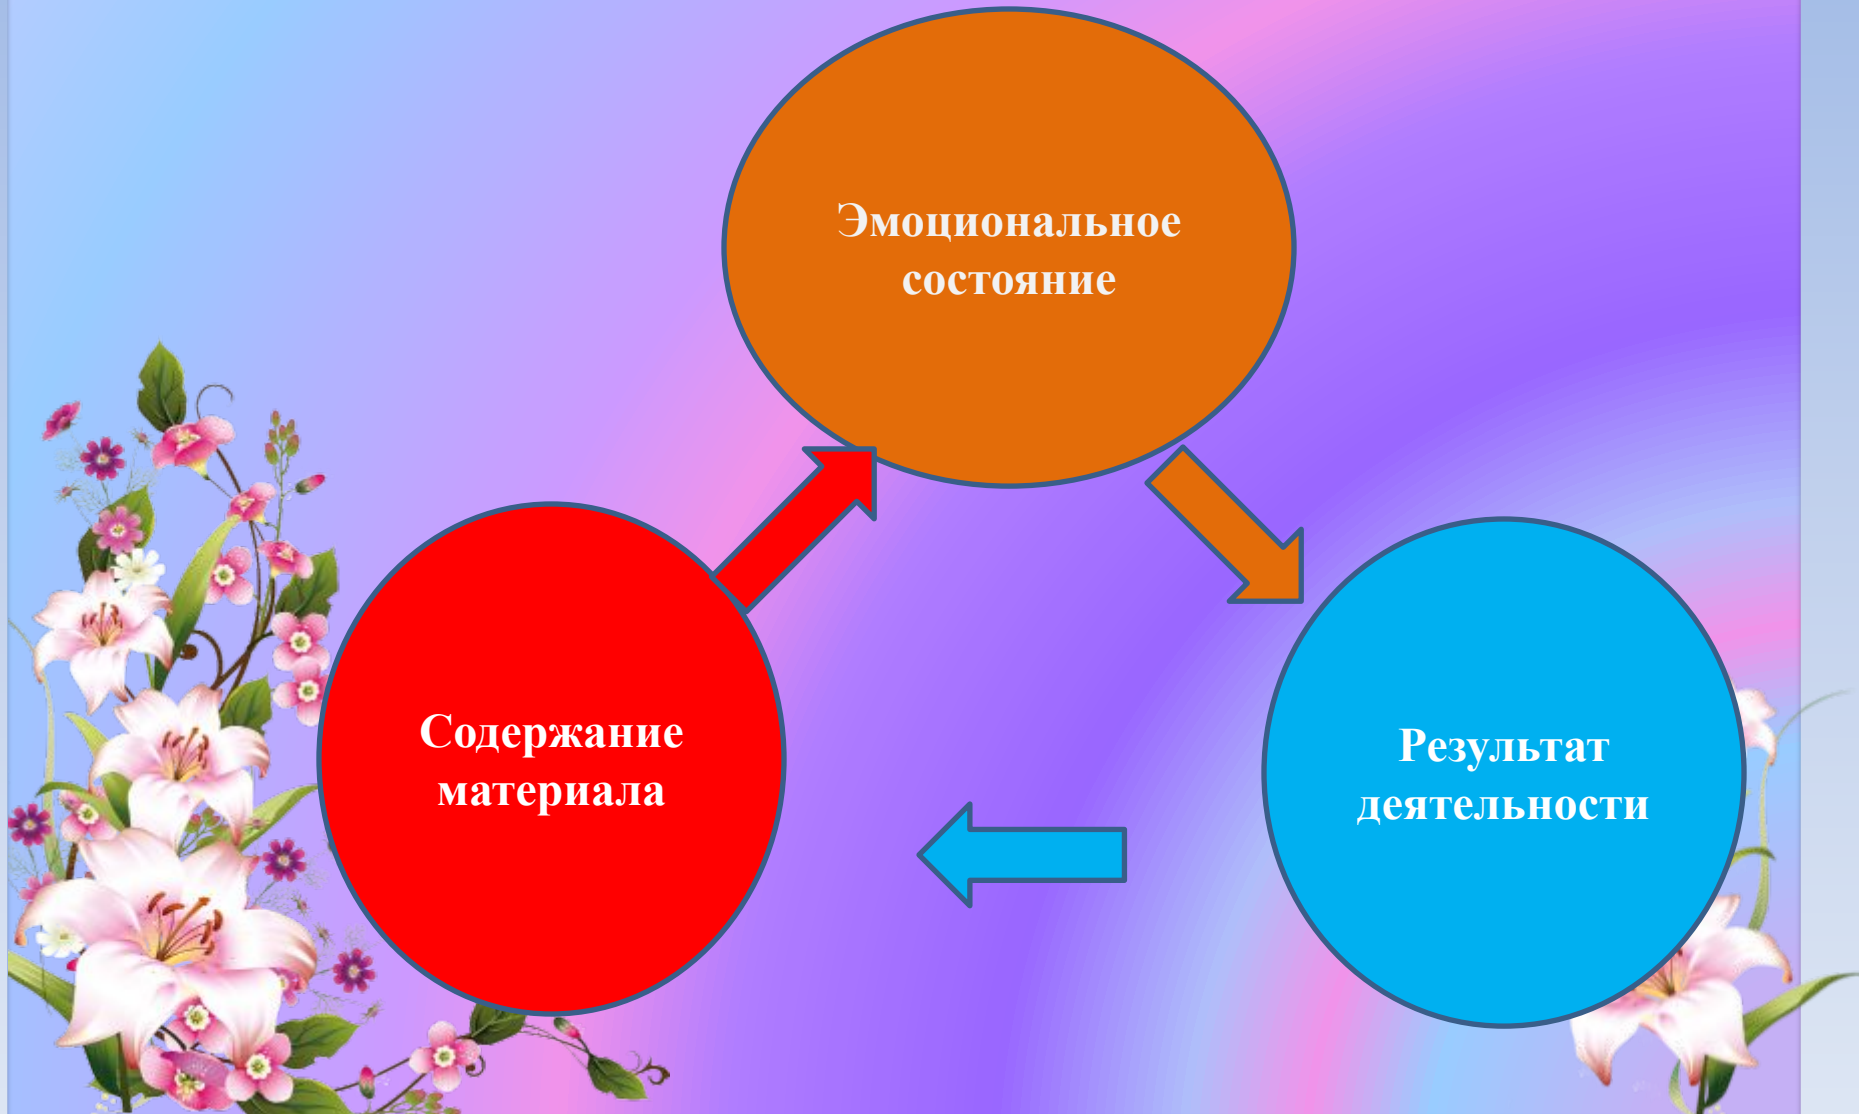 Эмоциональное
состояние
Содержание
материала
Результат
деятельности